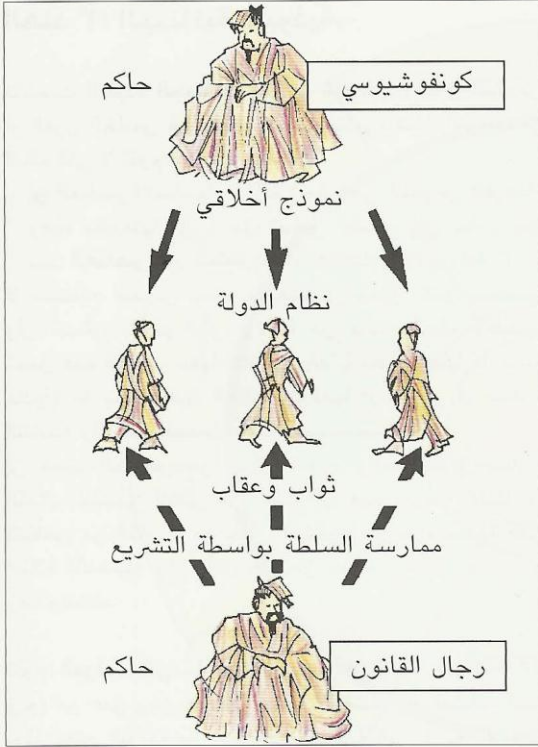 كونفوشيوسي
حاكم
نموذج أخلاقي
نظام الدولة
ثواب وعقاب
ممارسة السلطة بواسطة التشريع
رجال القانون
حاكم